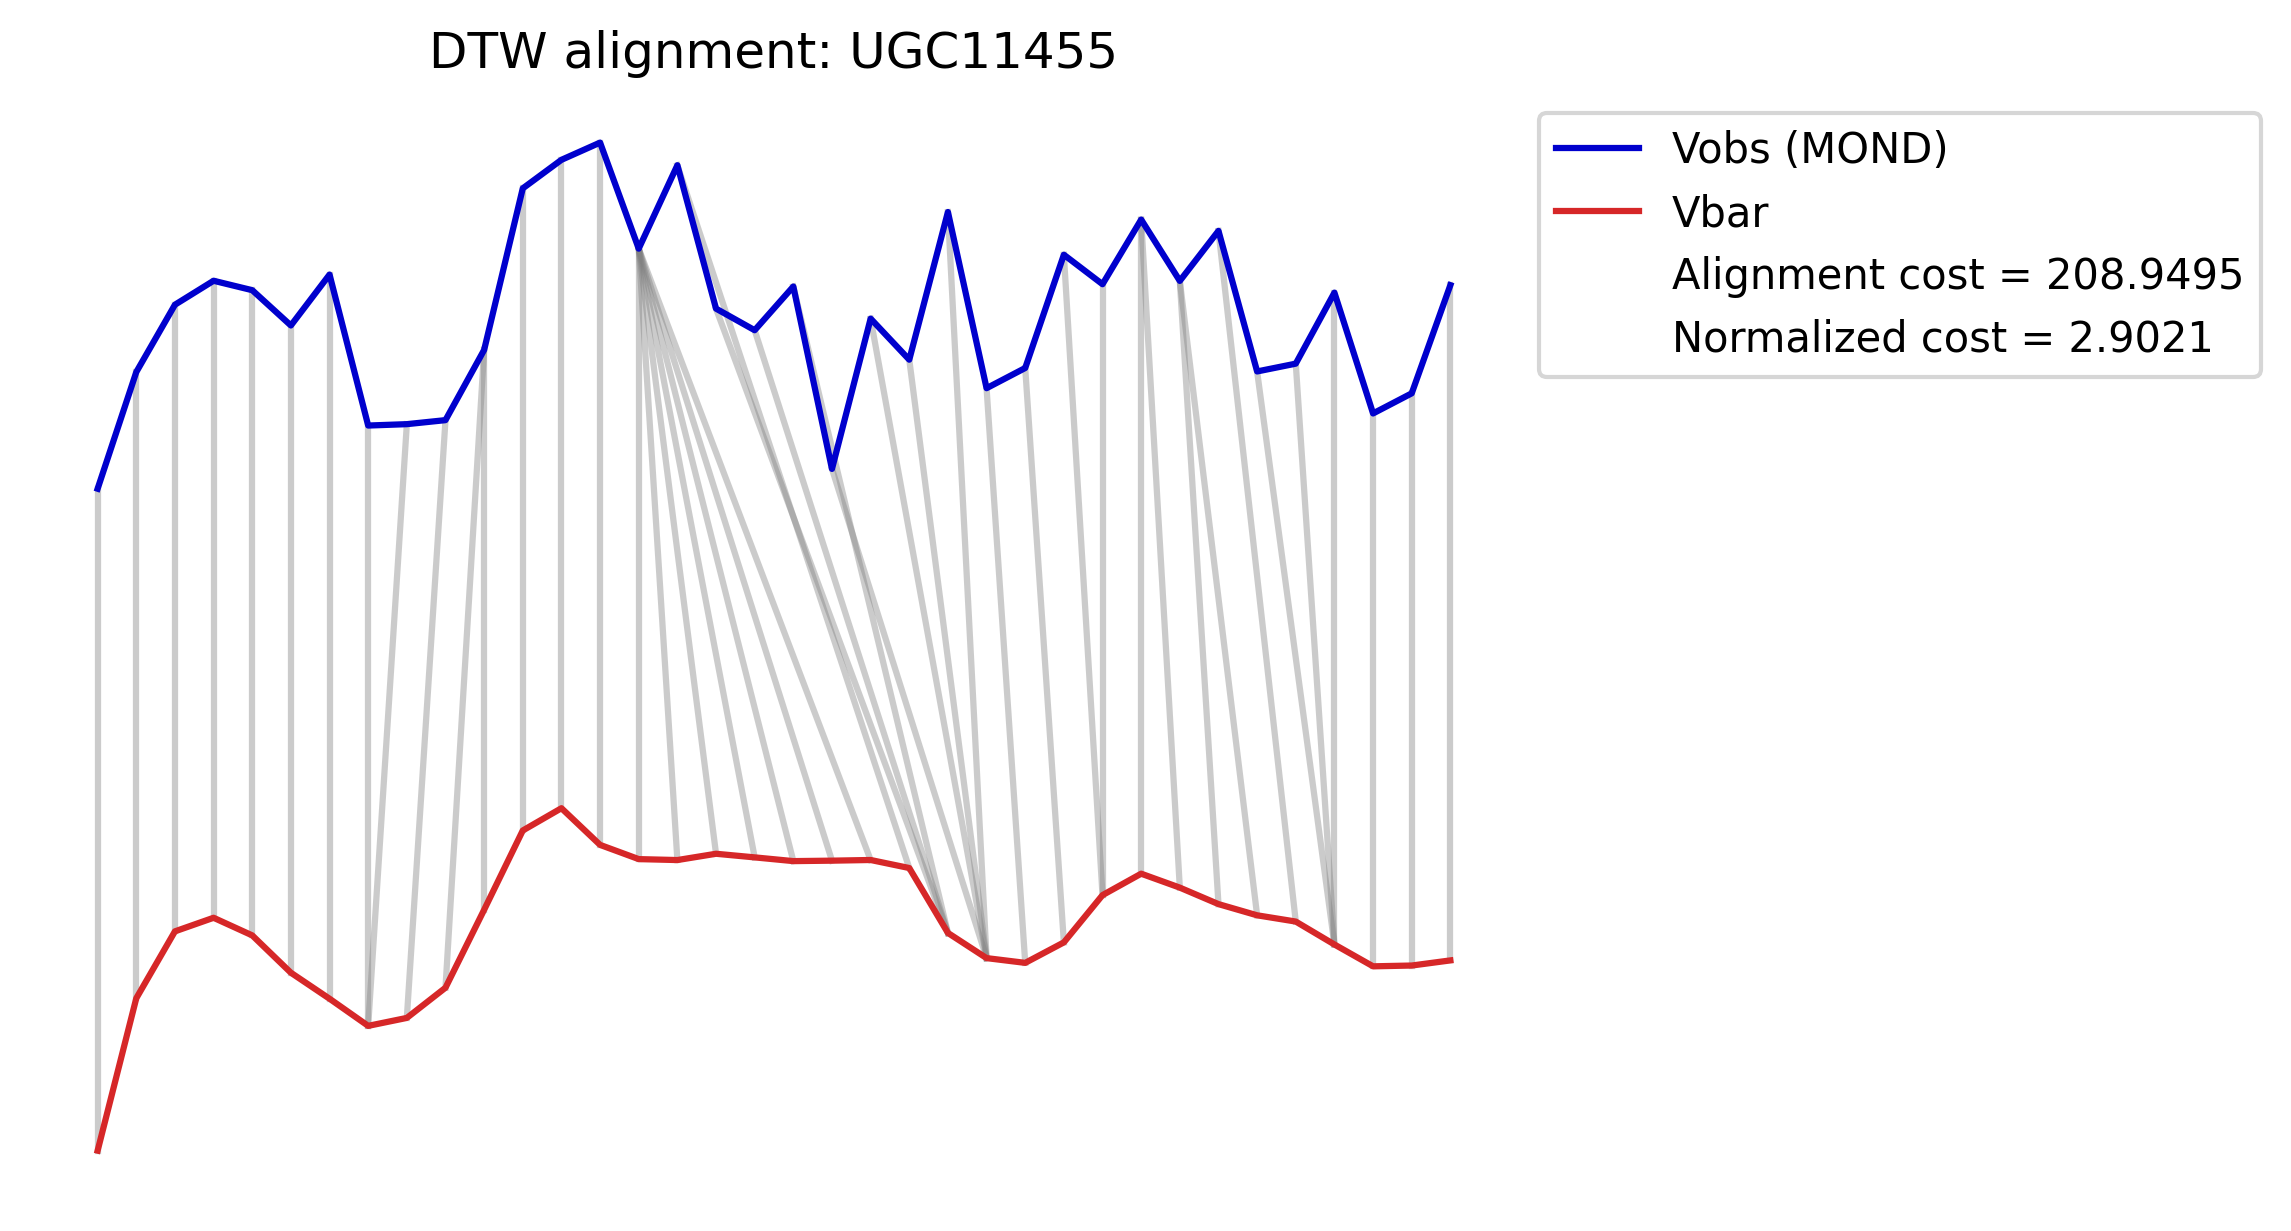 DTW alignment: UGC11455
Vobs (MOND)
Vbar
Alignment cost = 208.9495
Normalized cost = 2.9021